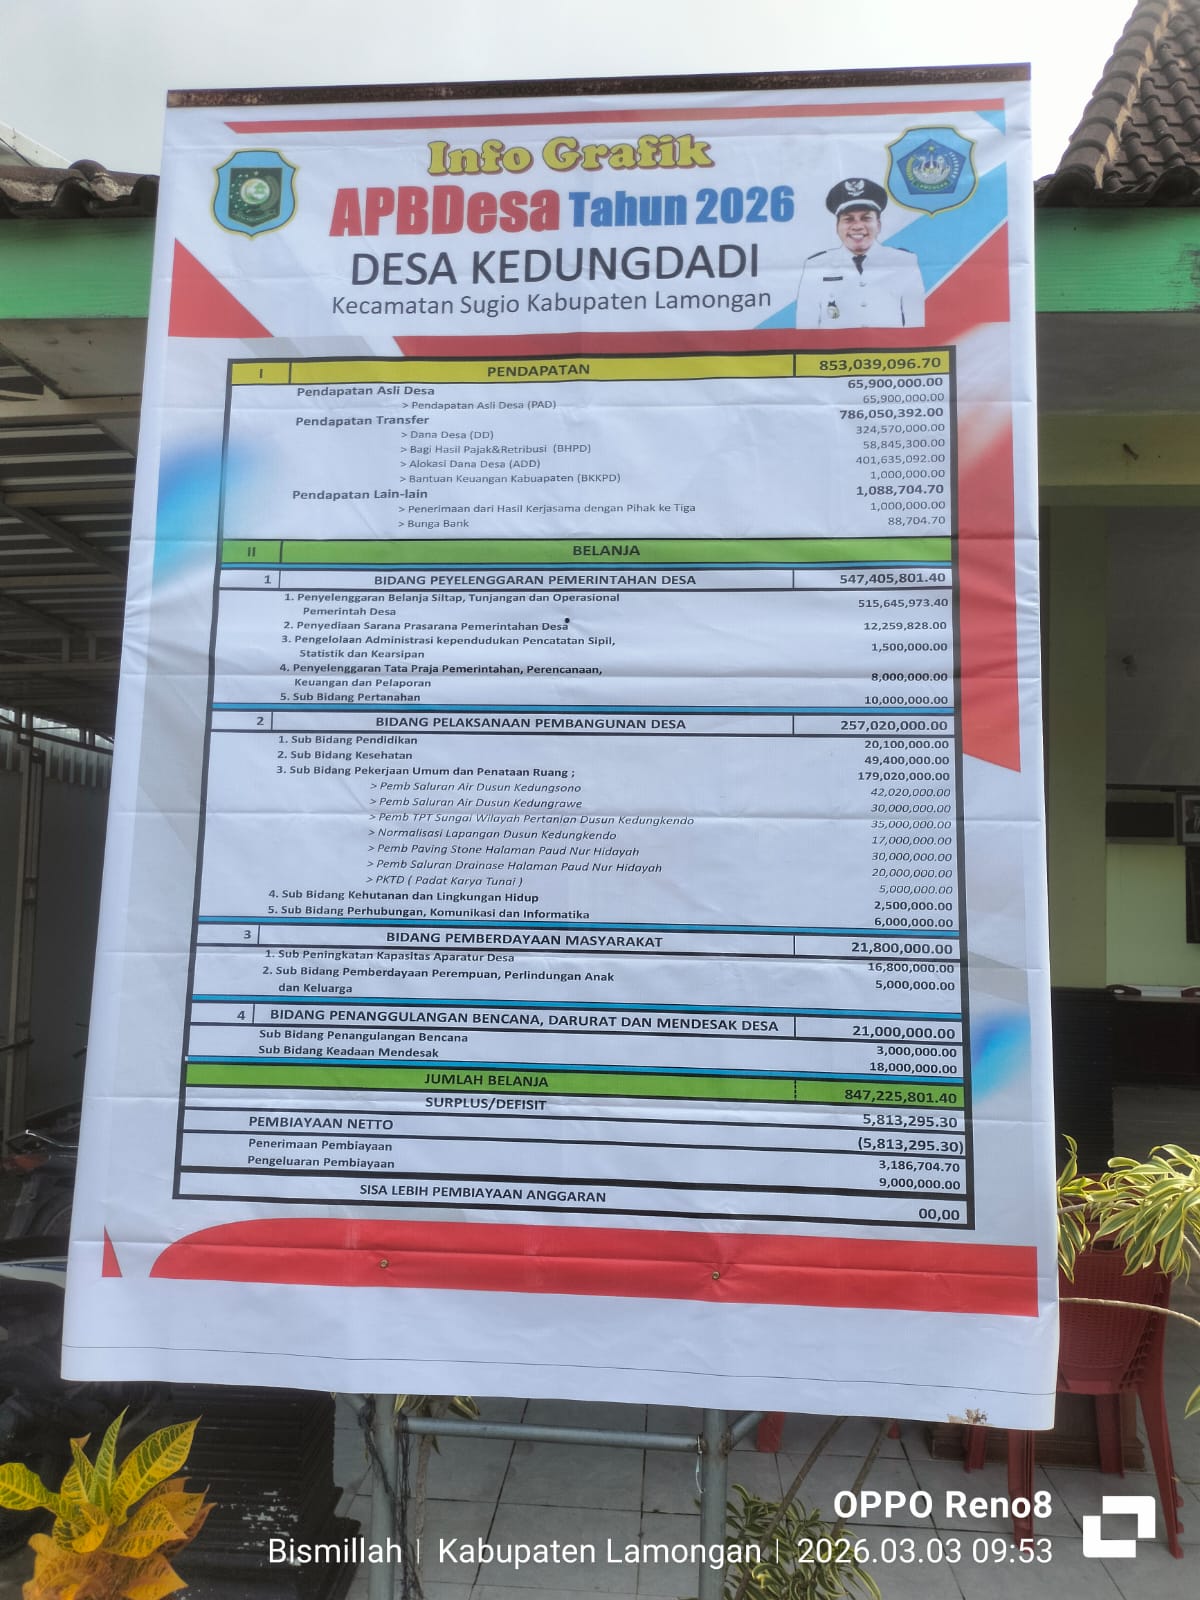 Info Grafik
APBDesa Tahun 2026
DESA KEDUNGDADI
Kecamatan Sugio Kabupaten Lamongan
LAMONGAN
I PENDAPATAN 853,039,096.70
Pendapatan Asli Desa 65,900,000.00
> Pendapatan Asli Desa (PAD) 65,900,000.00
Pendapatan Transfer 786,050,392.00
> Dana Desa (DD) 324,570,000.00
> Bagi Hasil Pajak&Retribusi (BHPD) 58,845,300.00
> Alokasi Dana Desa (ADD) 401,635,092.00
> Bantuan Keuangan Kabuapaten (BKKPD) 1,000,000.00
Pendapatan Lain-lain 1,088,704.70
> Penerimaan dari Hasil Kerjasama dengan Pihak ke Tiga 1,000,000.00
> Bunga Bank 88,704.70
II BELANJA
1 BIDANG PEYELENGGARAN PEMERINTAHAN DESA 547,405,801.40
1. Penyelenggaran Belanja Siltap, Tunjangan dan Operasional
Pemerintah Desa 515,645,973.40
2. Penyediaan Sarana Prasarana Pemerintahan Desa 12,259,828.00
3. Pengelolaan Administrasi kependudukan Pencatatan Sipil,
Statistik dan Kearsipan 1,500,000.00
4. Penyelenggaran Tata Praja Pemerintahan, Perencanaan,
Keuangan dan Pelaporan 8,000,000.00
5. Sub Bidang Pertanahan 10,000,000.00
2 BIDANG PELAKSANAAN PEMBANGUNAN DESA 257,020,000.00
1. Sub Bidang Pendidikan 20,100,000.00
2. Sub Bidang Kesehatan 49,400,000.00
3. Sub Bidang Pekerjaan Umum dan Penataan Ruang ; 179,020,000.00
> Pemb Saluran Air Dusun Kedungsono 42,020,000.00
> Pemb Saluran Air Dusun Kedungrawe 30,000,000.00
> Pemb TPT Sungai Wilayah Pertanian Dusun Kedungkendo 35,000,000.00
> Normalisasi Lapangan Dusun Kedungkendo 17,000,000.00
> Pemb Paving Stone Halaman Paud Nur Hidayah 30,000,000.00
> Pemb Saluran Drainase Halaman Paud Nur Hidayah 20,000,000.00
> PKTD ( Padat Karya Tunai ) 5,000,000.00
4. Sub Bidang Kehutanan dan Lingkungan Hidup 2,500,000.00
5. Sub Bidang Perhubungan, Komunikasi dan Informatika 6,000,000.00
3 BIDANG PEMBERDAYAAN MASYARAKAT 21,800,000.00
1. Sub Peningkatan Kapasitas Aparatur Desa 16,800,000.00
2. Sub Bidang Pemberdayaan Perempuan, Perlindungan Anak 5,000,000.00
dan Keluarga
4 BIDANG PENANGGULANGAN BENCANA, DARURAT DAN MENDESAK DESA 21,000,000.00
Sub Bidang Penangulangan Bencana 3,000,000.00
Sub Bidang Keadaan Mendesak 18,000,000.00
JUMLAH BELANJA 847,225,801.40
SURPLUS/DEFISIT 5,813,295.30
PEMBIAYAAN NETTO (5,813,295.30)
Penerimaan Pembiayaan 3,186,704.70
Pengeluaran Pembiayaan 9,000,000.00
SISA LEBIH PEMBIAYAAN ANGGARAN 00,00
OPPO Reno8
Bismillah | Kabupaten Lamongan | 2026.03.03 09:53